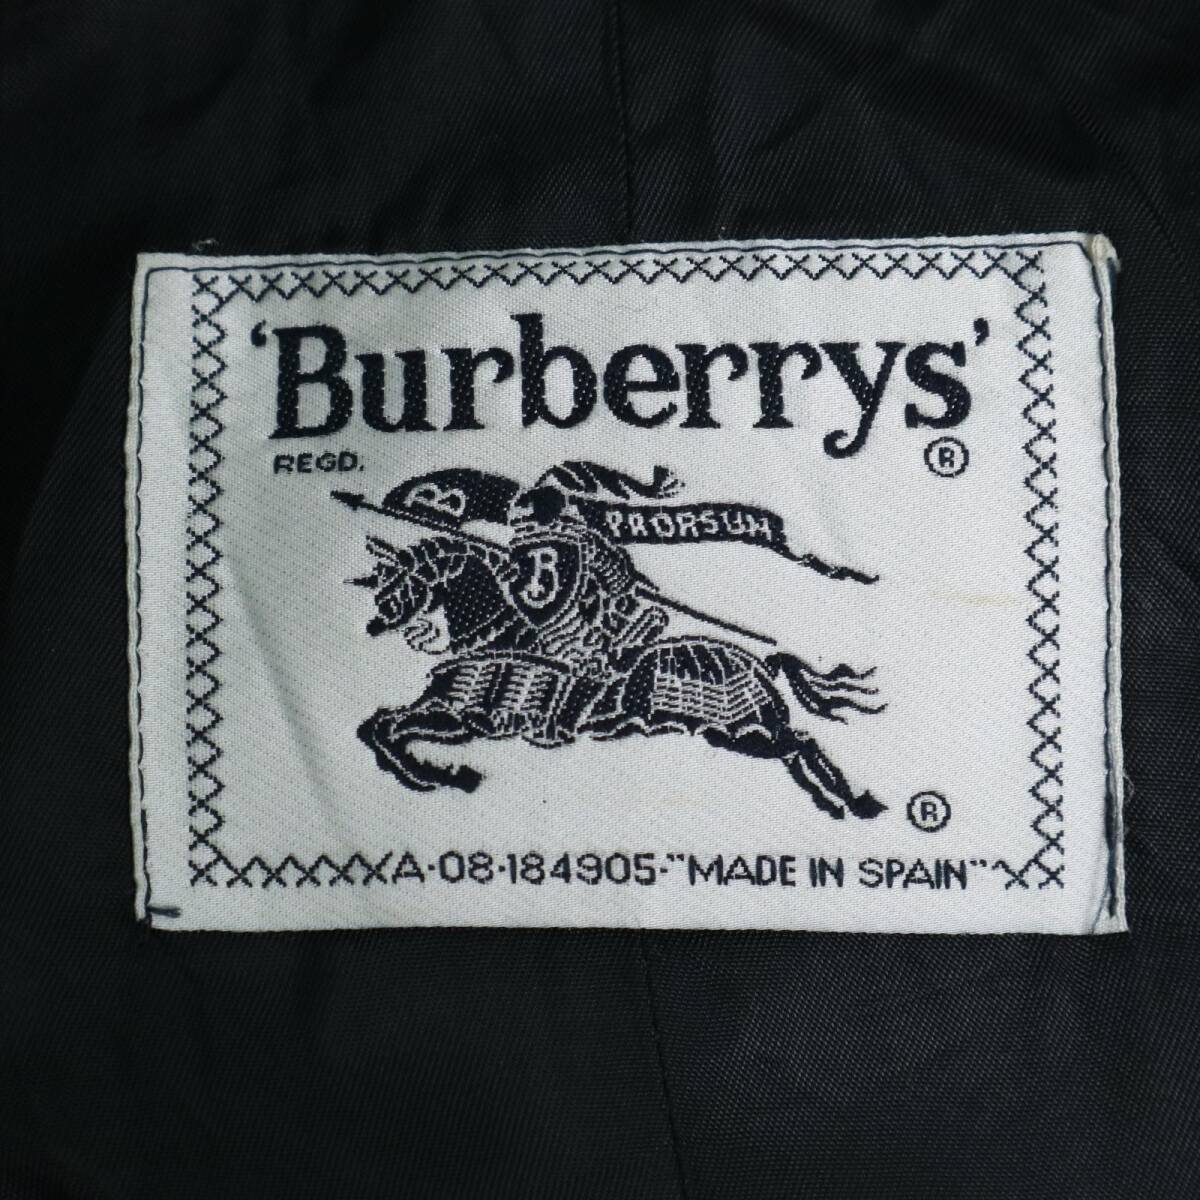 'Burberrys'
REGD. ®
B PRORSUM
B
®
A·08·184905·"MADE IN SPAIN"